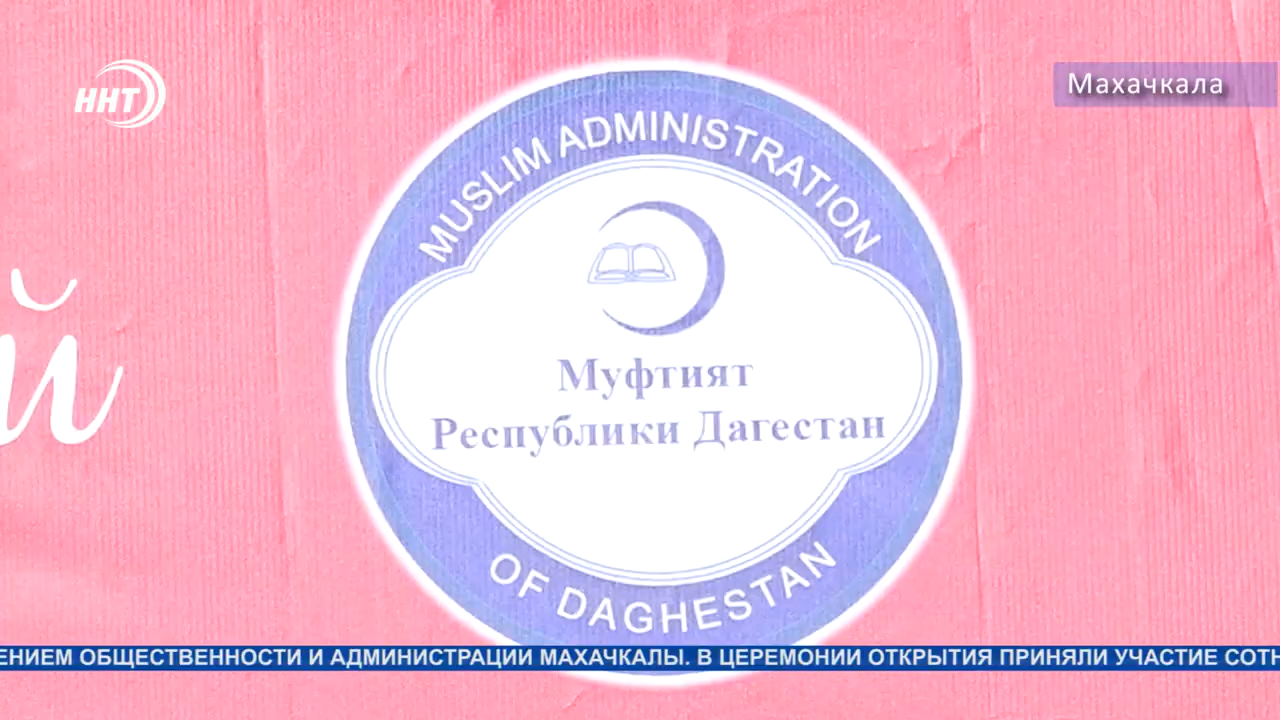 ННТ
Махачкала
MUSLIM ADMINISTRATION
Муфтият
Республики Дагестан
OF DAGHESTAN
й
ЕНИЕМ ОБЩЕСТВЕННОСТИ И АДМИНИСТРАЦИИ МАХАЧКАЛЫ. В ЦЕРЕМОНИИ ОТКРЫТИЯ ПРИНЯЛИ УЧАСТИЕ СОТН